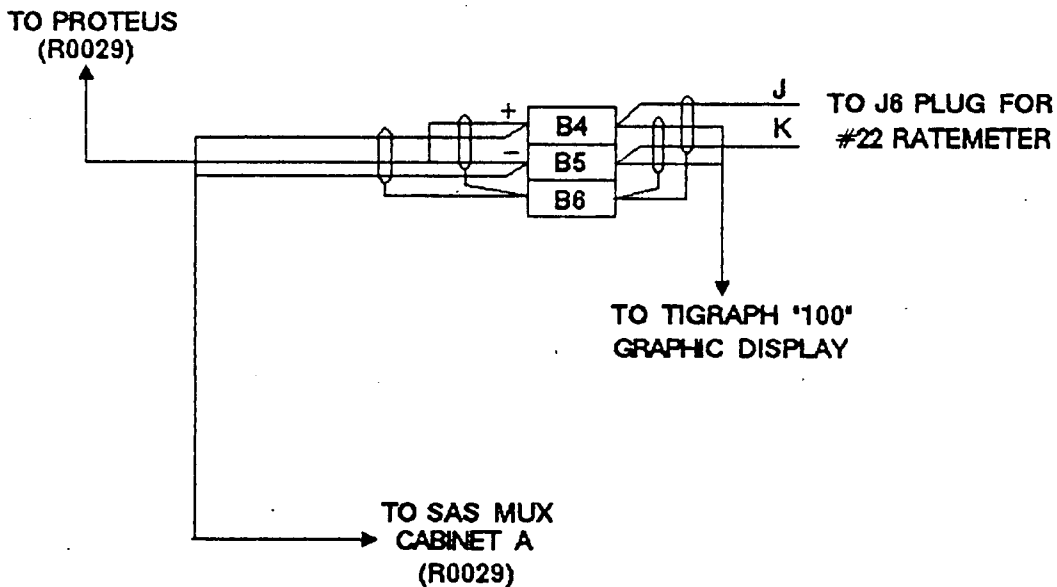 TO PROTEUS
(R0029)
+
B4
J
TO J6 PLUG FOR
K
#22 RATEMETER
−
B5
B6
TO TIGRAPH "100"
GRAPHIC DISPLAY
TO SAS MUX
CABINET A
(R0029)